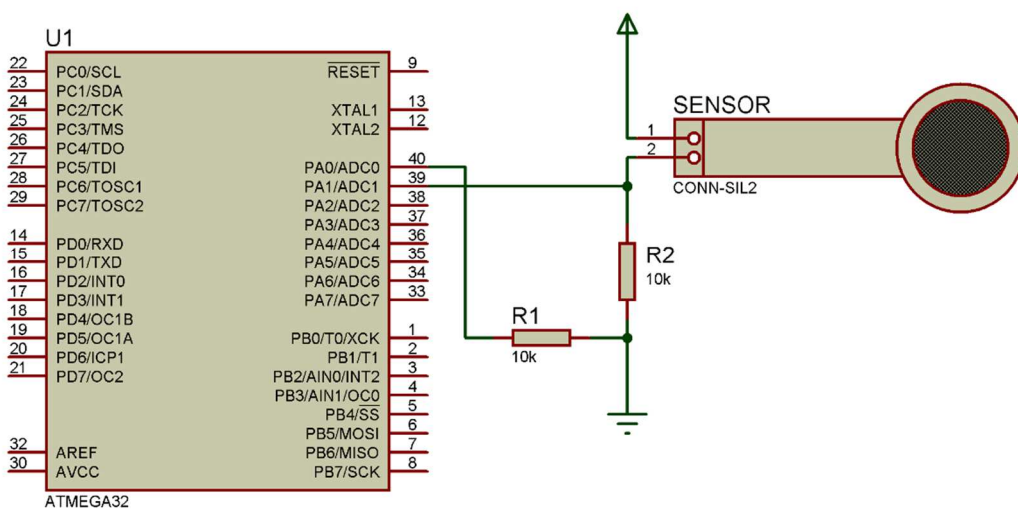 U1
22 PC0/SCL RESET 9
23 PC1/SDA
24 PC2/TCK XTAL1 13
25 PC3/TMS XTAL2 12
26 PC4/TDO
27 PC5/TDI PA0/ADC0 40
28 PC6/TOSC1 PA1/ADC1 39
29 PC7/TOSC2 PA2/ADC2 38
PA3/ADC3 37
14 PD0/RXD PA4/ADC4 36
15 PD1/TXD PA5/ADC5 35
16 PD2/INT0 PA6/ADC6 34
17 PD3/INT1 PA7/ADC7 33
18 PD4/OC1B
19 PD5/OC1A PB0/T0/XCK 1
20 PD6/ICP1 PB1/T1 2
21 PD7/OC2 PB2/AIN0/INT2 3
PB3/AIN1/OC0 4
PB4/SS 5
PB5/MOSI 6
32 AREF PB6/MISO 7
30 AVCC PB7/SCK 8
ATMEGA32
SENSOR
1
2
CONN-SIL2
R2
10k
R1
10k